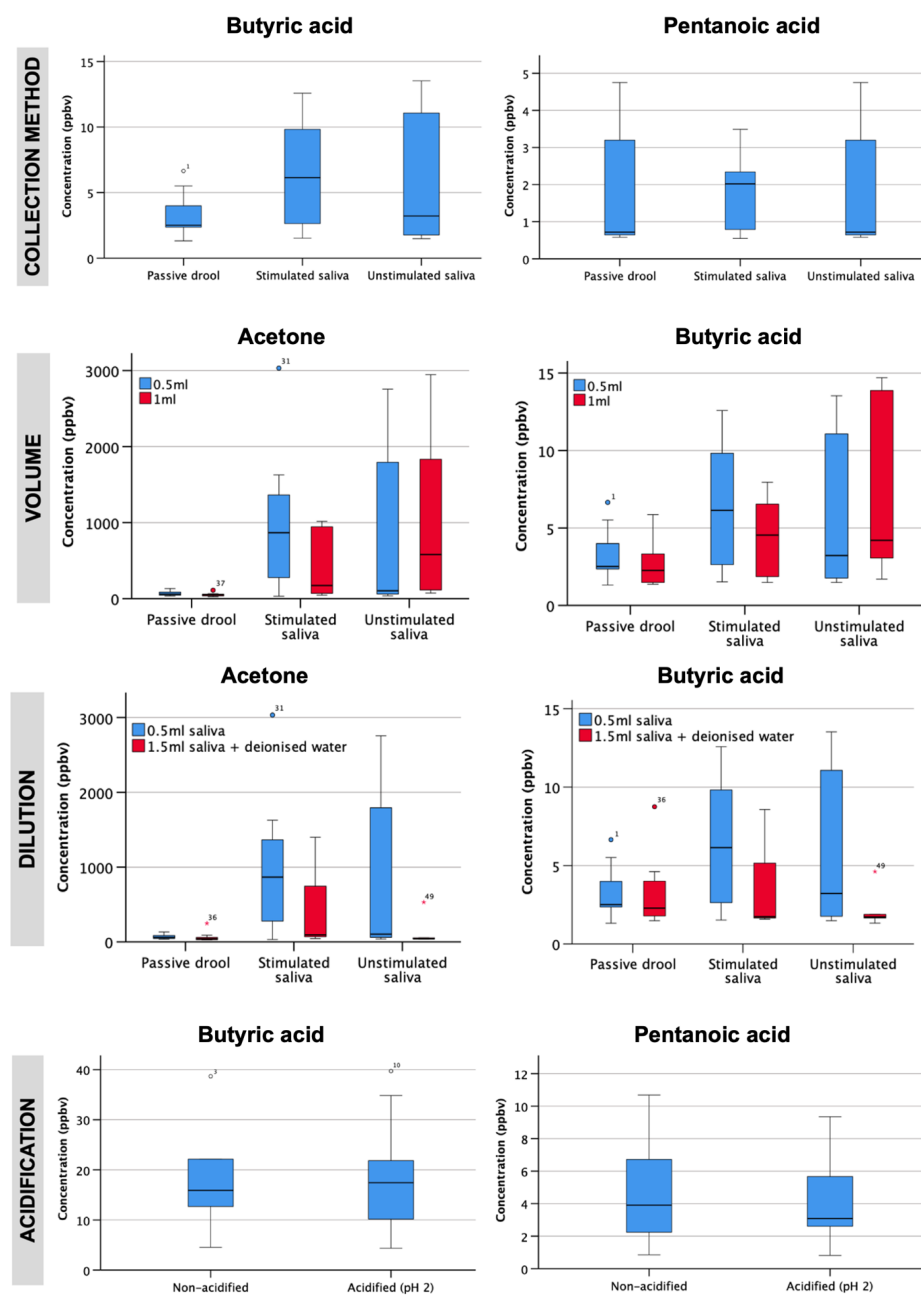 Butyric acid
Pentanoic acid
COLLECTION METHOD
Concentration (ppbv)
15
10
5
0
1
Passive drool
Stimulated saliva
Unstimulated saliva
Concentration (ppbv)
5
4
3
2
1
0
Passive drool
Stimulated saliva
Unstimulated saliva
Acetone
Butyric acid
VOLUME
Concentration (ppbv)
3000
2000
1000
0
0.5ml
1ml
31
37
Passive drool
Stimulated
saliva
Unstimulated
saliva
Concentration (ppbv)
15
10
5
0
0.5ml
1ml
1
Passive drool
Stimulated
saliva
Unstimulated
saliva
Acetone
Butyric acid
DILUTION
Concentration (ppbv)
3000
2000
1000
0
0.5ml saliva
1.5ml saliva + deionised water
31
36
49
Passive drool
Stimulated
saliva
Unstimulated
saliva
Concentration (ppbv)
15
10
5
0
0.5ml saliva
1.5ml saliva + deionised water
1
36
49
Passive drool
Stimulated
saliva
Unstimulated
saliva
Butyric acid
Pentanoic acid
ACIDIFICATION
Concentration (ppbv)
40
30
20
10
0
3
10
Non-acidified
Acidified (pH 2)
Concentration (ppbv)
12
10
8
6
4
2
0
Non-acidified
Acidified (pH 2)